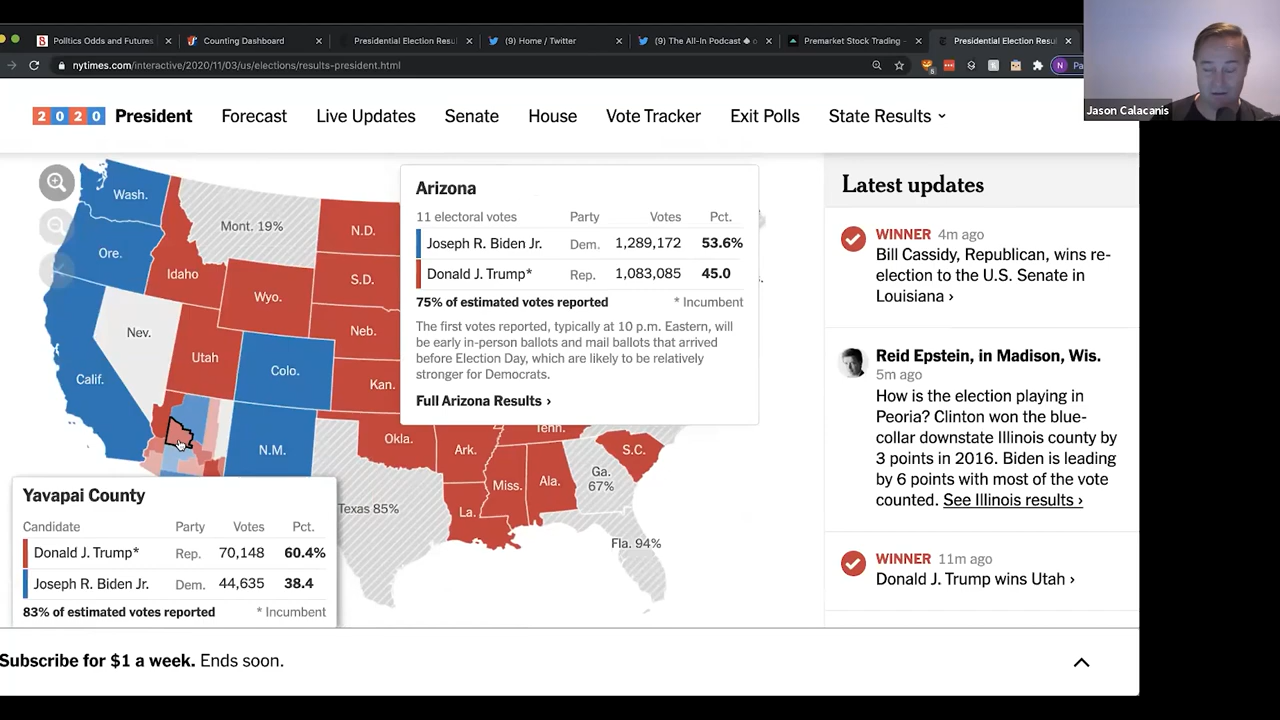 Politics Odds and Futures
Counting Dashboard
Presidential Election Resu
(9) Home / Twitter
(9) The All-In Podcast
Premarket Stock Trading -
Presidential Election Resu
nytimes.com/interactive/2020/11/03/us/elections/results-president.html
N Pa
Jason Calacanis
2020 President
Forecast
Live Updates
Senate
House
Vote Tracker
Exit Polls
State Results
Wash.
Ore.
Calif.
Idaho
Nev.
Mont. 19%
Wyo.
Utah
Colo.
N.M.
N.D.
S.D.
Neb.
Kan.
Okla.
Texas 85%
Ark.
La.
Miss.
Tenn.
Ala.
Ga.
67%
S.C.
Fla. 94%
Arizona
11 electoral votes Party Votes Pct.
Joseph R. Biden Jr. Dem. 1,289,172 53.6%
Donald J. Trump* Rep. 1,083,085 45.0
75% of estimated votes reported * Incumbent
The first votes reported, typically at 10 p.m. Eastern, will
be early in-person ballots and mail ballots that arrived
before Election Day, which are likely to be relatively
stronger for Democrats.
Full Arizona Results ›
Yavapai County
Candidate Party Votes Pct.
Donald J. Trump* Rep. 70,148 60.4%
Joseph R. Biden Jr. Dem. 44,635 38.4
83% of estimated votes reported * Incumbent
Latest updates
WINNER 4m ago
Bill Cassidy, Republican, wins re-
election to the U.S. Senate in
Louisiana ›
Reid Epstein, in Madison, Wis.
5m ago
How is the election playing in
Peoria? Clinton won the blue-
collar downstate Illinois county by
3 points in 2016. Biden is leading
by 6 points with most of the vote
counted. See Illinois results ›
WINNER 11m ago
Donald J. Trump wins Utah ›
Subscribe for $1 a week. Ends soon.